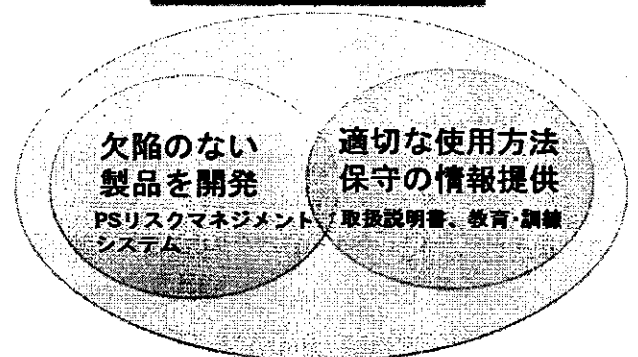 欠陥のない
製品を開発
PSリスクマネジメント
システム
適切な使用方法
保守の情報提供
取扱説明書、教育・訓練